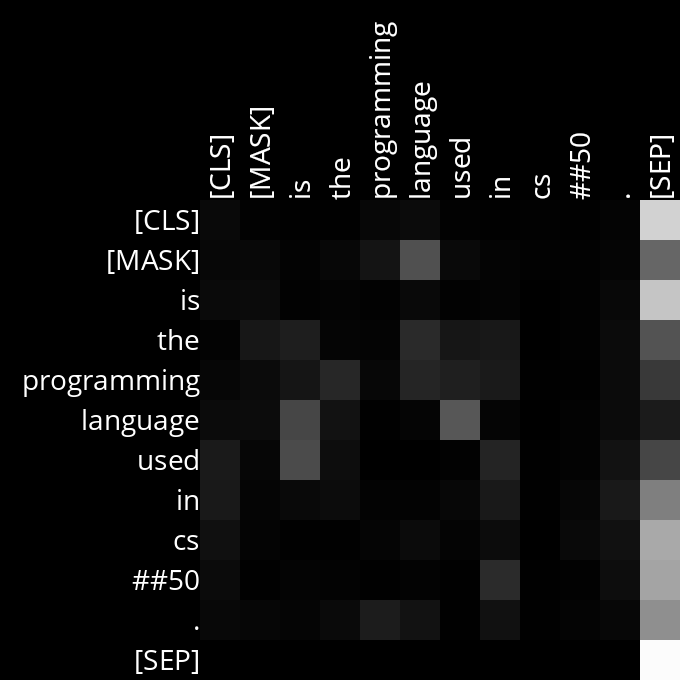 [CLS] [MASK] is the programming language used in cs ##50 . [SEP]
[CLS]
[MASK]
is
the
programming
language
used
in
cs
##50
.
[SEP]